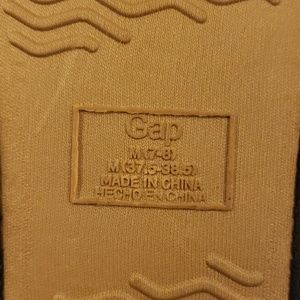 Gap
M (7-8)
M (37.5-38.5)
MADE IN CHINA
HECHO EN CHINA